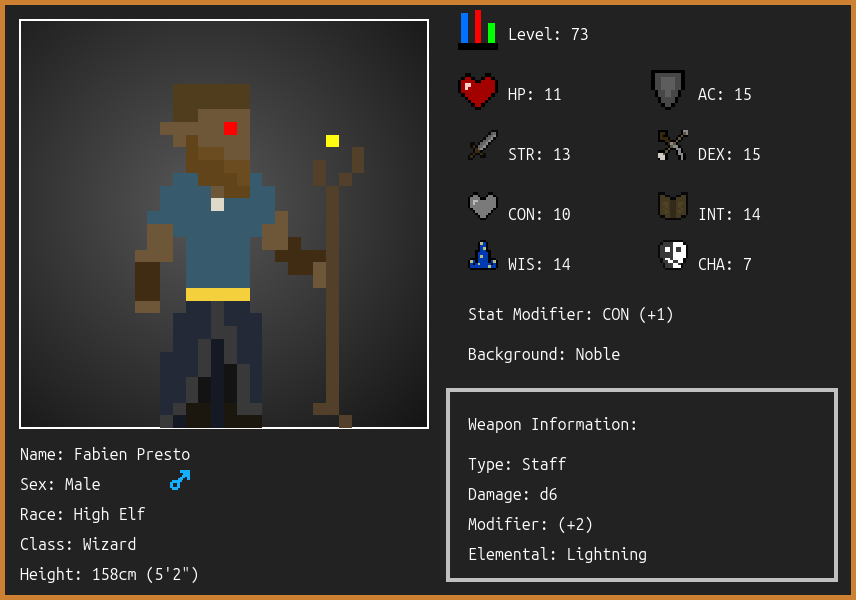 Level: 73
HP: 11
AC: 15
STR: 13
DEX: 15
CON: 10
INT: 14
WIS: 14
CHA: 7
Stat Modifier: CON (+1)
Background: Noble
Weapon Information:
Type: Staff
Damage: d6
Modifier: (+2)
Elemental: Lightning
Name: Fabien Presto
Sex: Male
Race: High Elf
Class: Wizard
Height: 158cm (5'2")